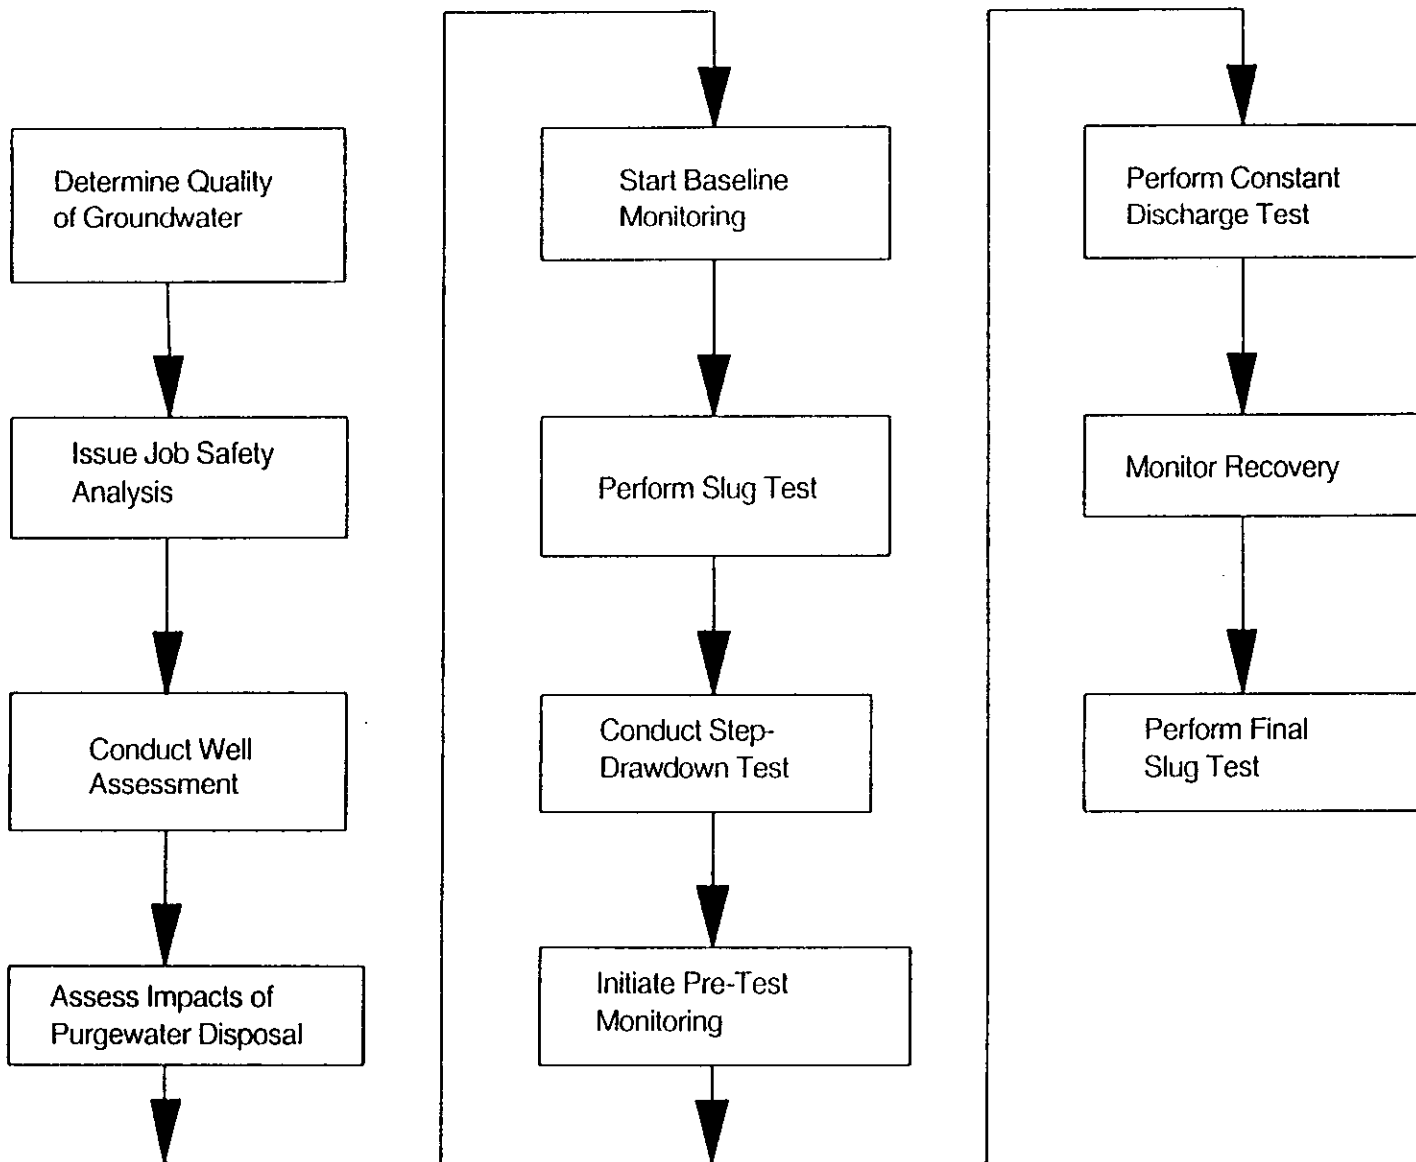 Determine Quality
of Groundwater
Issue Job Safety
Analysis
Conduct Well
Assessment
Assess Impacts of
Purgewater Disposal
Start Baseline
Monitoring
Perform Slug Test
Conduct Step-
Drawdown Test
Initiate Pre-Test
Monitoring
Perform Constant
Discharge Test
Monitor Recovery
Perform Final
Slug Test